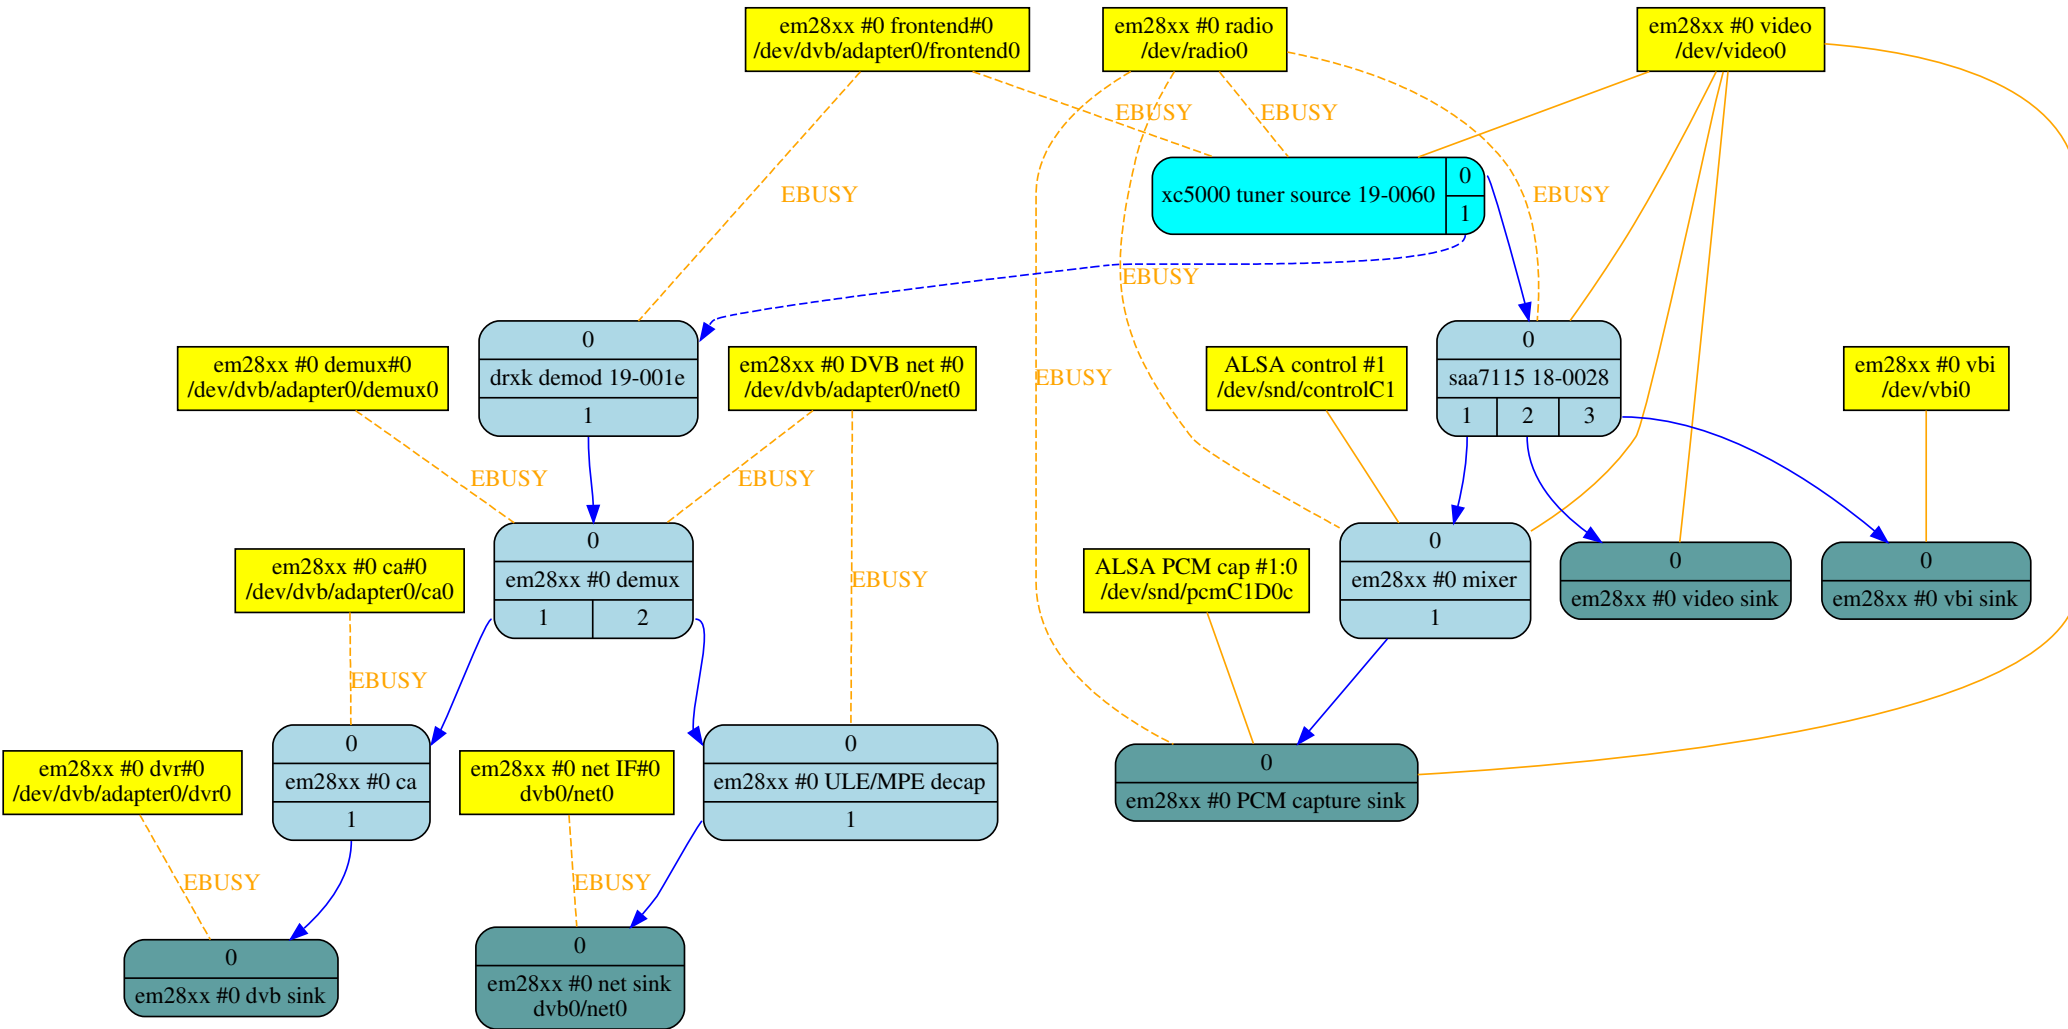 em28xx #0 frontend#0
/dev/dvb/adapter0/frontend0
em28xx #0 radio
/dev/radio0
em28xx #0 video
/dev/video0
EBUSY
EBUSY
EBUSY
EBUSY
xc5000 tuner source 19-0060
0
1
EBUSY
EBUSY
em28xx #0 demux#0
/dev/dvb/adapter0/demux0
0
drxk demod 19-001e
1
em28xx #0 DVB net #0
/dev/dvb/adapter0/net0
ALSA control #1
/dev/snd/controlC1
0
saa7115 18-0028
1
2
3
em28xx #0 vbi
/dev/vbi0
EBUSY
EBUSY
em28xx #0 ca#0
/dev/dvb/adapter0/ca0
0
em28xx #0 demux
1
2
EBUSY
ALSA PCM cap #1:0
/dev/snd/pcmC1D0c
0
em28xx #0 mixer
1
0
em28xx #0 video sink
0
em28xx #0 vbi sink
EBUSY
em28xx #0 dvr#0
/dev/dvb/adapter0/dvr0
0
em28xx #0 ca
1
em28xx #0 net IF#0
dvb0/net0
0
em28xx #0 ULE/MPE decap
1
0
em28xx #0 PCM capture sink
EBUSY
EBUSY
0
em28xx #0 dvb sink
0
em28xx #0 net sink
dvb0/net0